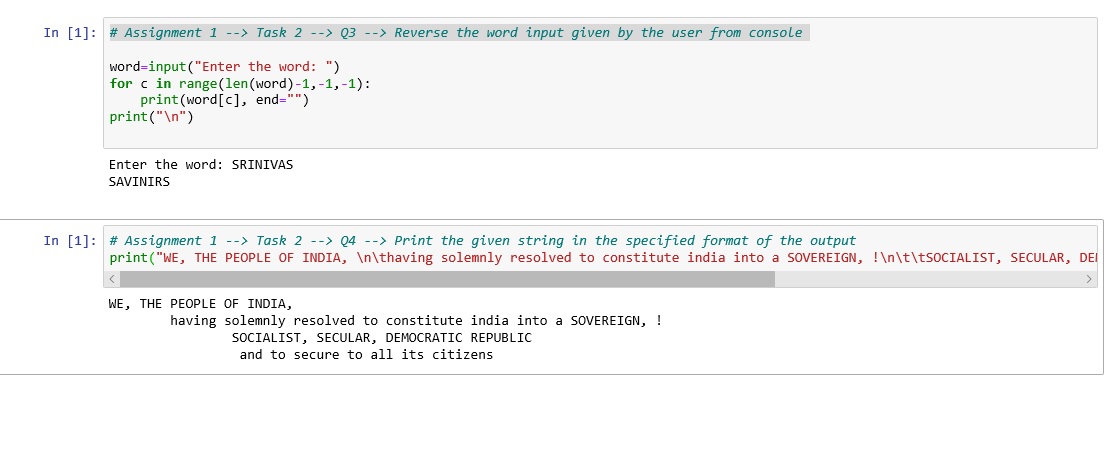 In [1]: # Assignment 1 --> Task 2 --> Q3 --> Reverse the word input given by the user from console
word=input("Enter the word: ")
for c in range(len(word)-1,-1,-1):
    print(word[c], end="")
print("\n")
Enter the word: SRINIVAS
SAVINIRS
In [1]: # Assignment 1 --> Task 2 --> Q4 --> Print the given string in the specified format of the output
print("WE, THE PEOPLE OF INDIA, \n\thaving solemnly resolved to constitute india into a SOVEREIGN, !\n\t\tSOCIALIST, SECULAR,
WE, THE PEOPLE OF INDIA,
        having solemnly resolved to constitute india into a SOVEREIGN, !
                SOCIALIST, SECULAR, DEMOCRATIC REPUBLIC
                 and to secure to all its citizens